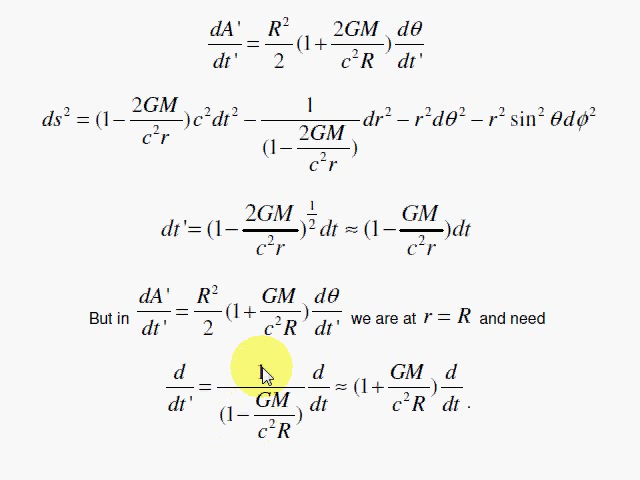 dA'/dt' = R²/2 (1 + 2GM/c²R) dθ/dt'
ds² = (1 − 2GM/c²r)c²dt² − 1/(1 − 2GM/c²r) dr² − r²dθ² − r² sin² θdϕ²
dt' = (1 − 2GM/c²r)^(1/2) dt ≈ (1 − GM/c²r)dt
But in dA'/dt' = R²/2 (1 + GM/c²R) dθ/dt' we are at r = R and need
d/dt' = 1/(1 − GM/c²R) d/dt ≈ (1 + GM/c²R) d/dt .